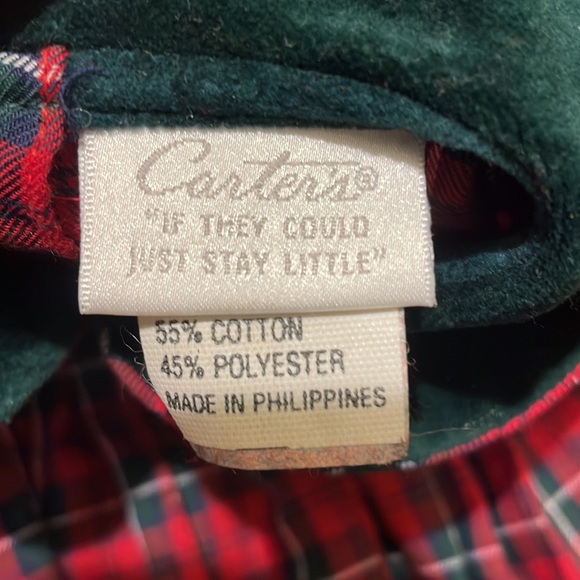 Carter's®
"IF THEY COULD
JUST STAY LITTLE"
55% COTTON
45% POLYESTER
MADE IN PHILIPPINES